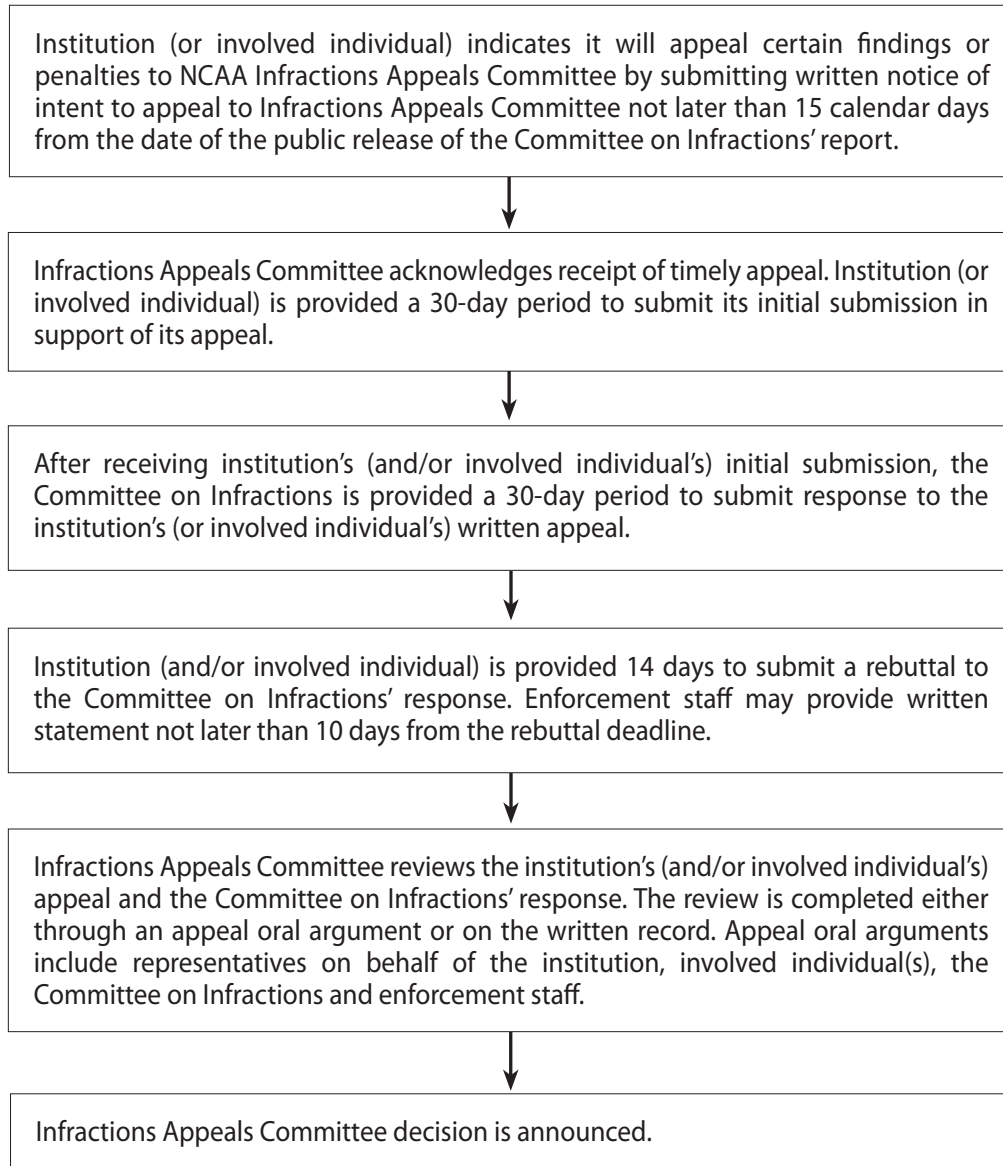 Institution (or involved individual) indicates it will appeal certain findings or
penalties to NCAA Infractions Appeals Committee by submitting written notice of
intent to appeal to Infractions Appeals Committee not later than 15 calendar days
from the date of the public release of the Committee on Infractions’ report.
Infractions Appeals Committee acknowledges receipt of timely appeal. Institution (or
involved individual) is provided a 30-day period to submit its initial submission in
support of its appeal.
After receiving institution’s (and/or involved individual’s) initial submission, the
Committee on Infractions is provided a 30-day period to submit response to the
institution’s (or involved individual’s) written appeal.
Institution (and/or involved individual) is provided 14 days to submit a rebuttal to
the Committee on Infractions’ response. Enforcement staff may provide written
statement not later than 10 days from the rebuttal deadline.
Infractions Appeals Committee reviews the institution’s (and/or involved individual’s)
appeal and the Committee on Infractions’ response. The review is completed either
through an appeal oral argument or on the written record. Appeal oral arguments
include representatives on behalf of the institution, involved individual(s), the
Committee on Infractions and enforcement staff.
Infractions Appeals Committee decision is announced.